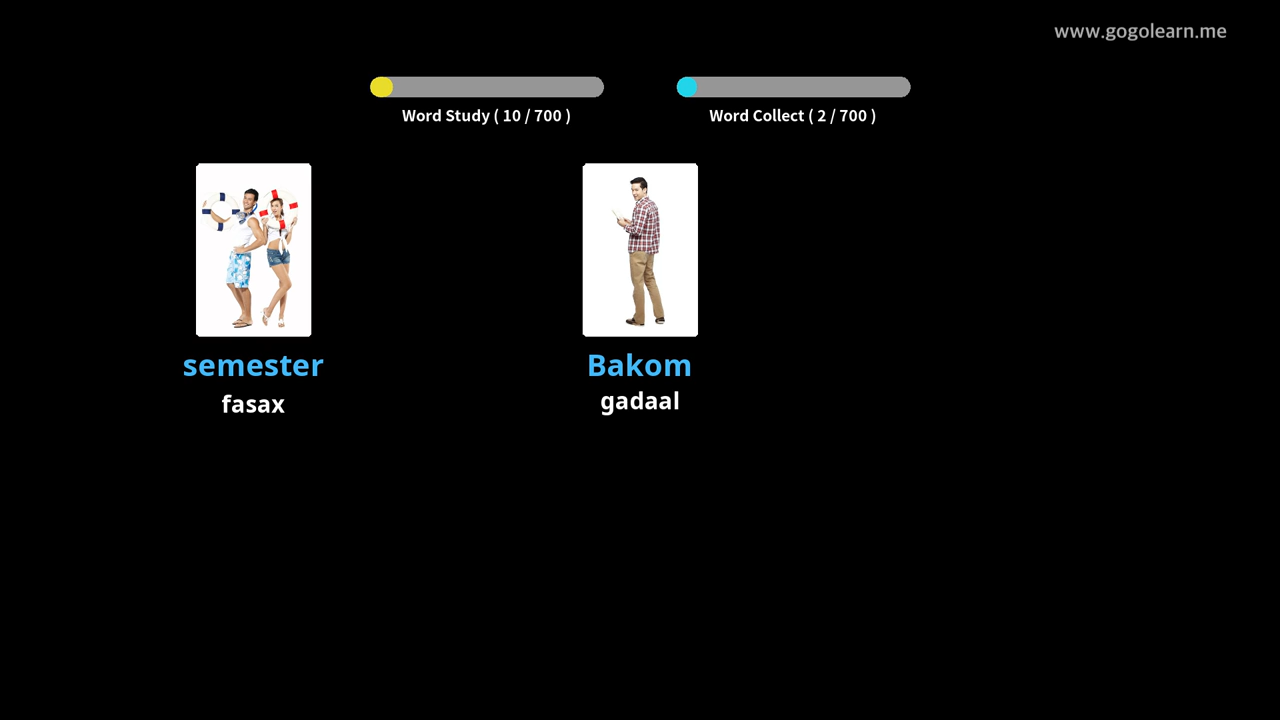 www.gogolearn.me
Word Study ( 10 / 700 )
Word Collect ( 2 / 700 )
semester
fasax
Bakom
gadaal